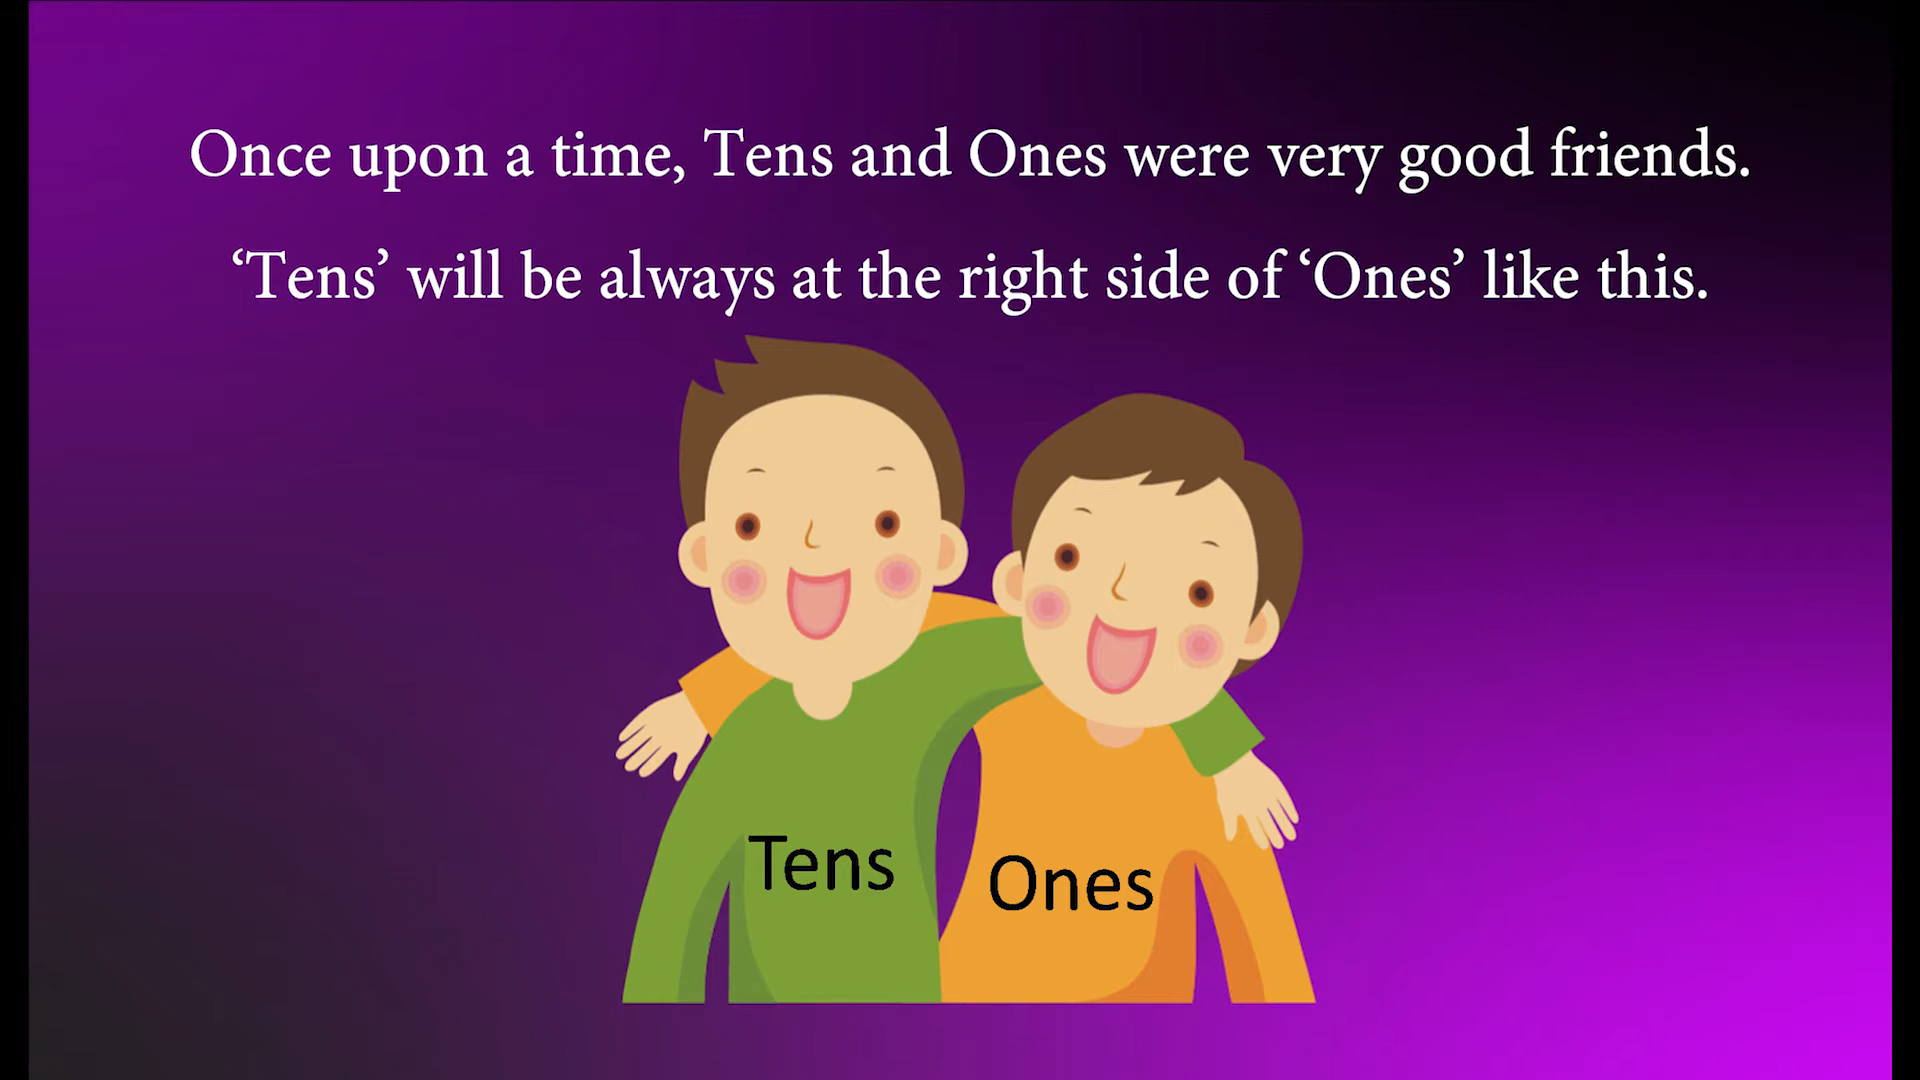 Once upon a time, Tens and Ones were very good friends.
‘Tens’ will be always at the right side of ‘Ones’ like this.
Tens
Ones